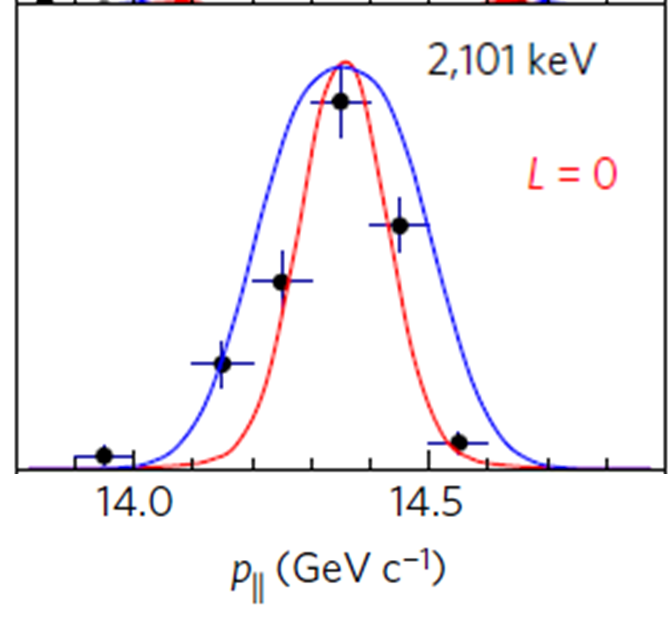 2,101 keV
L = 0
14.0 14.5
p|| (GeV c⁻¹)